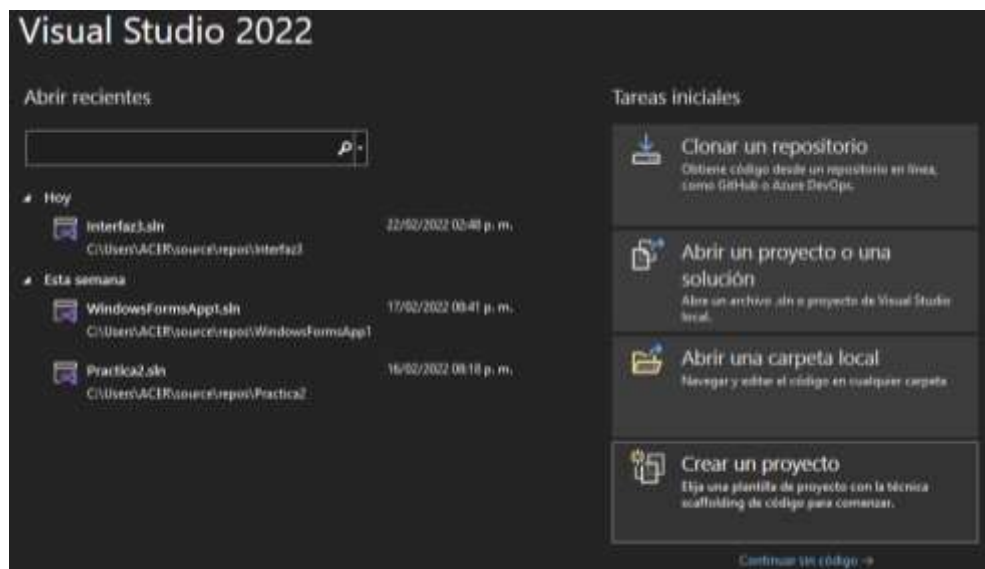 Visual Studio 2022
Abrir recientes
Hoy
Interfaz3.sln
22/02/2022 02:48 p. m.
C:\Users\ACER\source\repos\Interfaz3
Esta semana
WindowsFormsApp1.sln
17/02/2022 08:41 p. m.
C:\Users\ACER\source\repos\WindowsFormsApp1
Practica2.sln
16/02/2022 08:18 p. m.
C:\Users\ACER\source\repos\Practica2
Tareas iniciales
Clonar un repositorio
Obtiene código desde un repositorio en línea,
como GitHub o Azure DevOps.
Abrir un proyecto o una
solución
Abre un archivo .sln o proyecto de Visual Studio
local.
Abrir una carpeta local
Navegar y editar el código en cualquier carpeta
Crear un proyecto
Elija una plantilla de proyecto con la técnica
scaffolding de código para comenzar.
Continuar sin código →